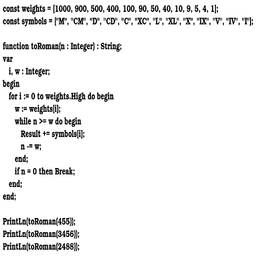 const weights = [1000, 900, 500, 400, 100, 90, 50, 40, 10, 9, 5, 4, 1];
const symbols = ["M", "CM", "D", "CD", "C", "XC", "L", "XL", "X", "IX", "V", "IV", "I"];
function toRoman(n : Integer) : String;
var
i, w : Integer;
begin
for i := 0 to weights.High do begin
w := weights[i];
while n >= w do begin
Result += symbols[i];
n -= w;
end;
if n = 0 then Break;
end;
end;
PrintLn(toRoman(455));
PrintLn(toRoman(3456));
PrintLn(toRoman(2488));